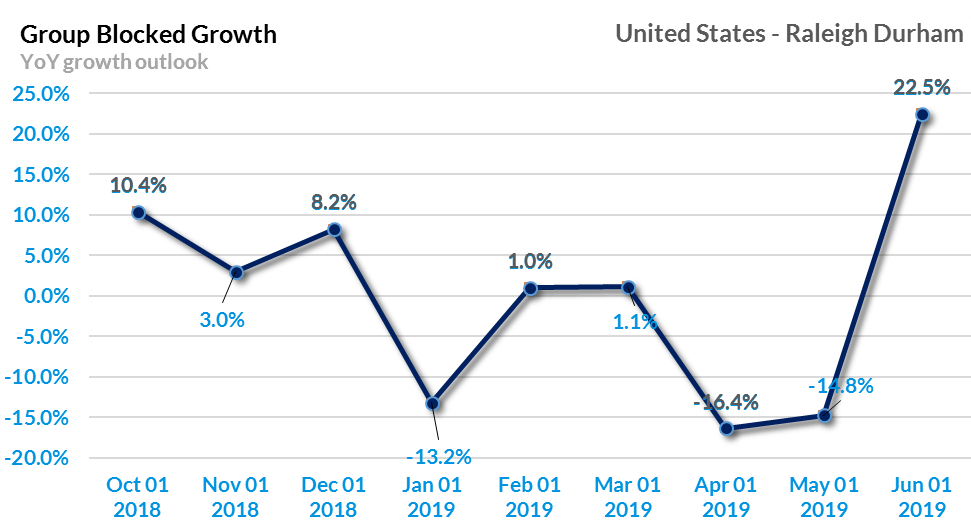 Group Blocked Growth
United States - Raleigh Durham
YoY growth outlook
25.0%
20.0%
15.0%
10.0%
5.0%
0.0%
-5.0%
-10.0%
-15.0%
-20.0%
10.4%
3.0%
8.2%
-13.2%
1.0%
1.1%
-16.4%
-14.8%
22.5%
Oct 01
2018
Nov 01
2018
Dec 01
2018
Jan 01
2019
Feb 01
2019
Mar 01
2019
Apr 01
2019
May 01
2019
Jun 01
2019